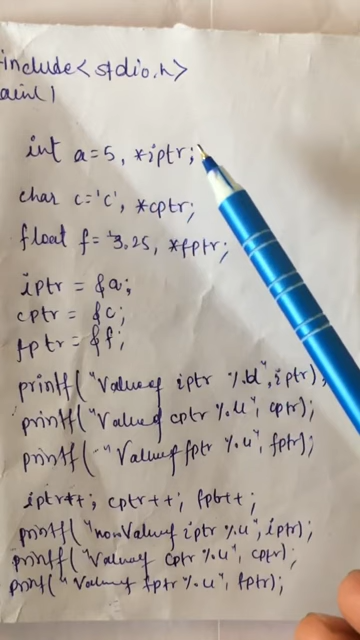 include<stdio.h>
main()
int a=5, *iptr;
char c='c', *cptr;
float f=3.25, *fptr;
iptr = &a;
cptr = &c;
fptr = &f;
printf("Value of iptr %d",iptr);
printf("Value of cptr %u", cptr);
printf("Value of fptr %u", fptr);
iptr++; cptr++; fptr++;
printf("now Value of iptr %u",iptr);
printf("Value of cptr %u", cptr);
printf("Value of fptr %u", fptr);